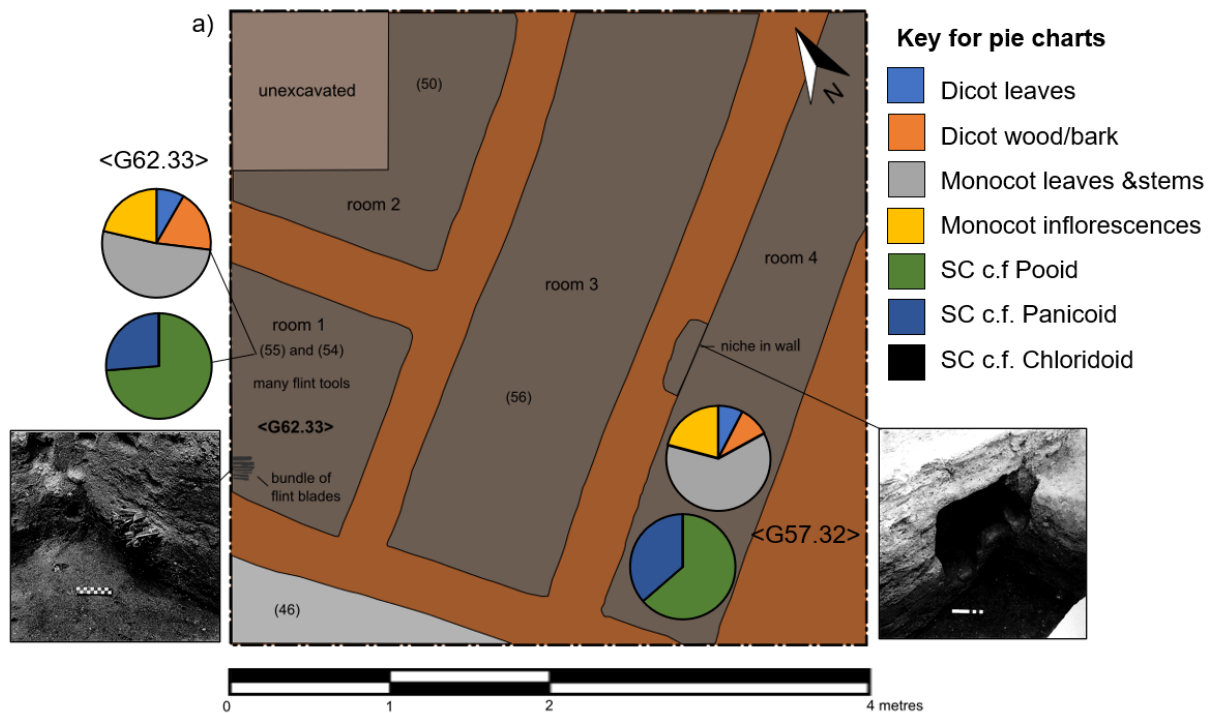 a)
unexcavated
(50)
N
<G62.33>
room 2
room 3
room 4
room 1
(55) and (54)
many flint tools
<G62.33>
bundle of
flint blades
niche in wall
(56)
<G57.32>
(46)
0
1
2
4 metres
Key for pie charts
Dicot leaves
Dicot wood/bark
Monocot leaves &stems
Monocot inflorescences
SC c.f Pooid
SC c.f. Panicoid
SC c.f. Chloridoid